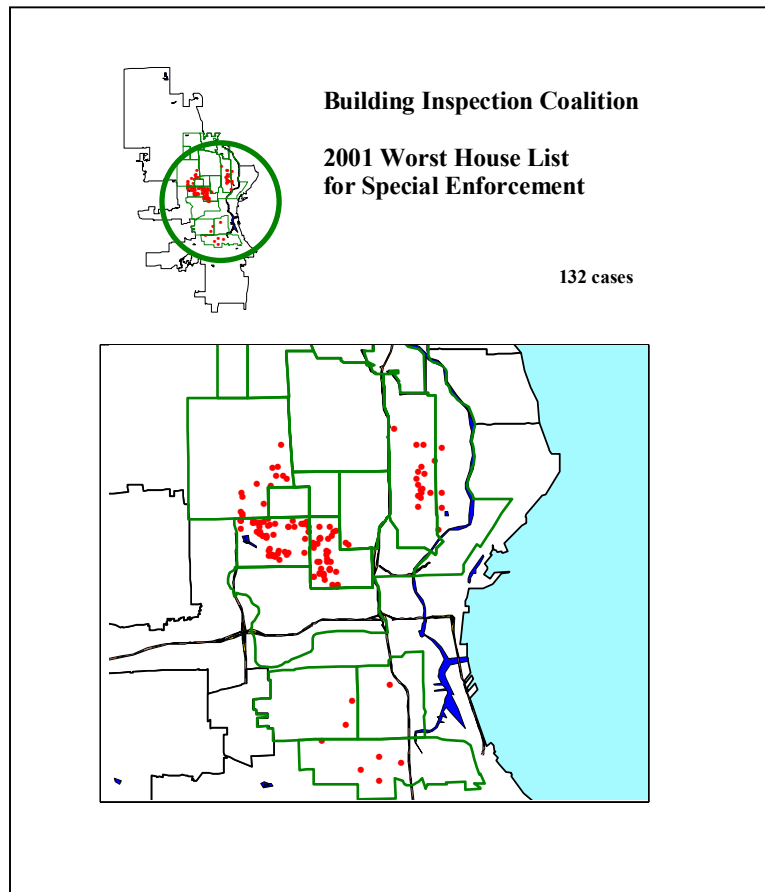 Building Inspection Coalition
2001 Worst House List
for Special Enforcement
132 cases